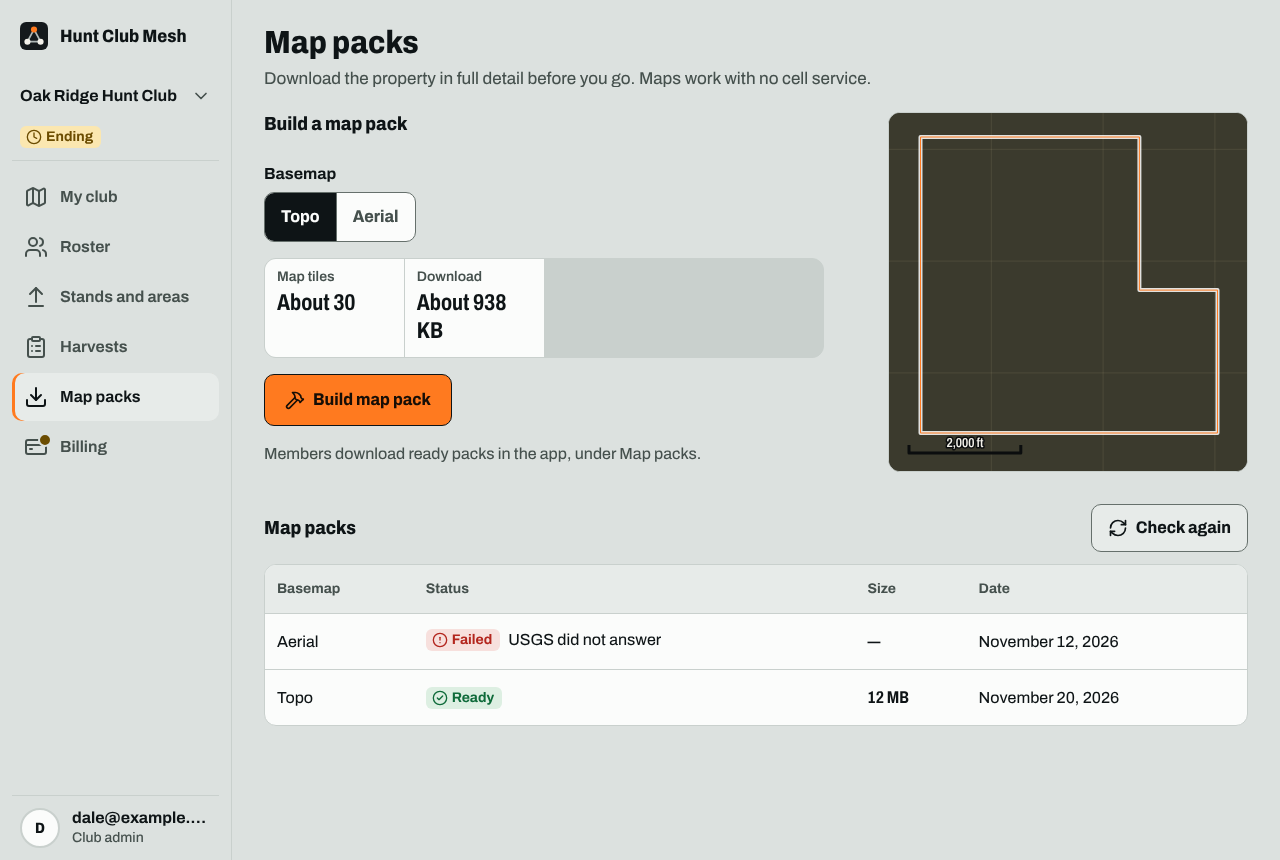 Hunt Club Mesh
Oak Ridge Hunt Club
Ending
My club
Roster
Stands and areas
Harvests
Map packs
Billing
dale@example.…
D
Club admin
Map packs
Download the property in full detail before you go. Maps work with no cell service.
Build a map pack
Basemap
Topo Aerial
Map tiles
About 30
Download
About 938
KB
Build map pack
Members download ready packs in the app, under Map packs.
2,000 ft
Map packs
Check again
Basemap Status Size Date
Aerial Failed USGS did not answer — November 12, 2026
Topo Ready 12 MB November 20, 2026